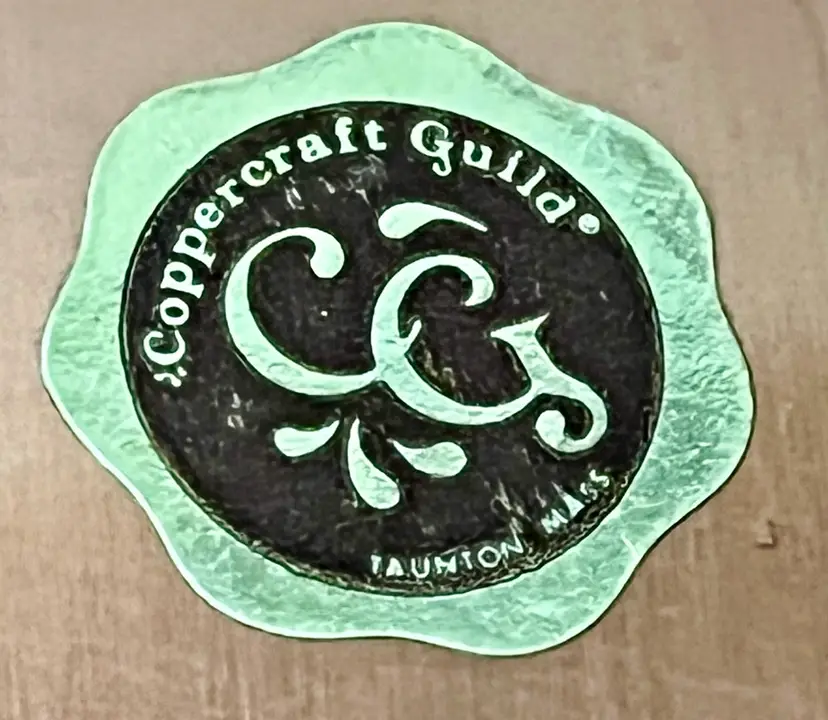 Coppercraft Guild®
CG
TAUNTON, MASS